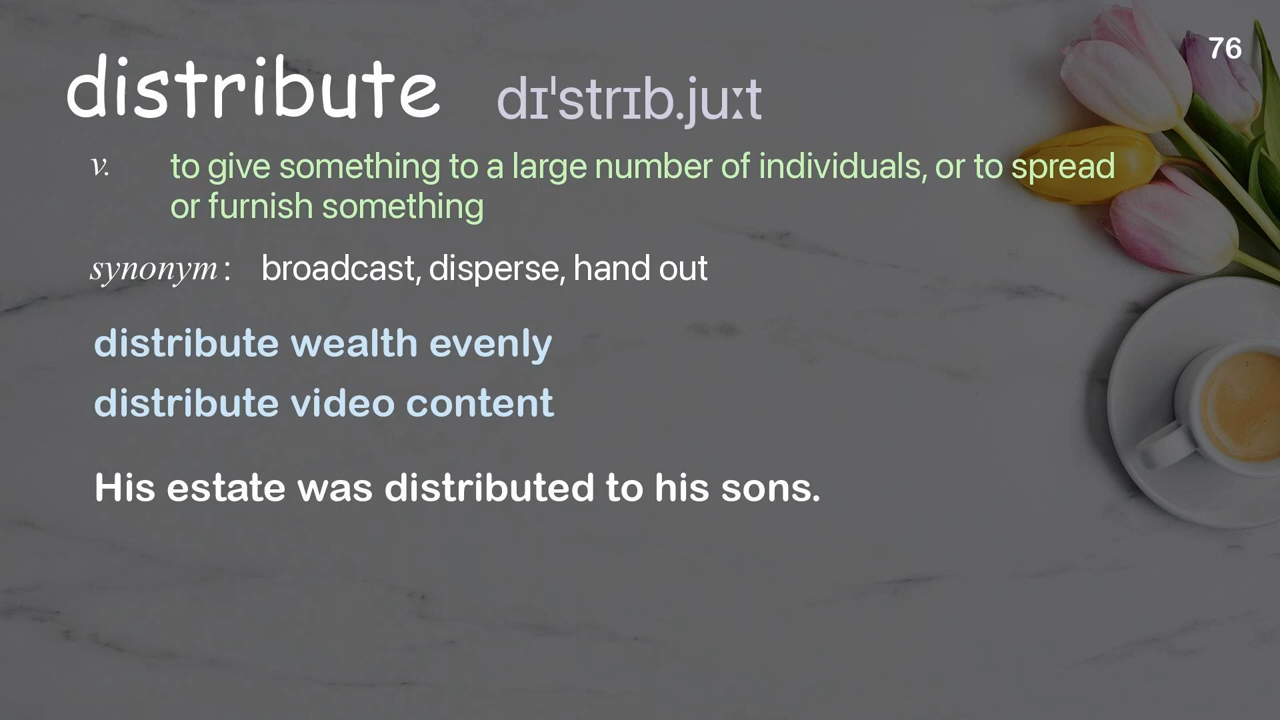 76
distribute dɪˈstrɪb.juːt
v. to give something to a large number of individuals, or to spread
or furnish something
synonym : broadcast, disperse, hand out
distribute wealth evenly
distribute video content
His estate was distributed to his sons.